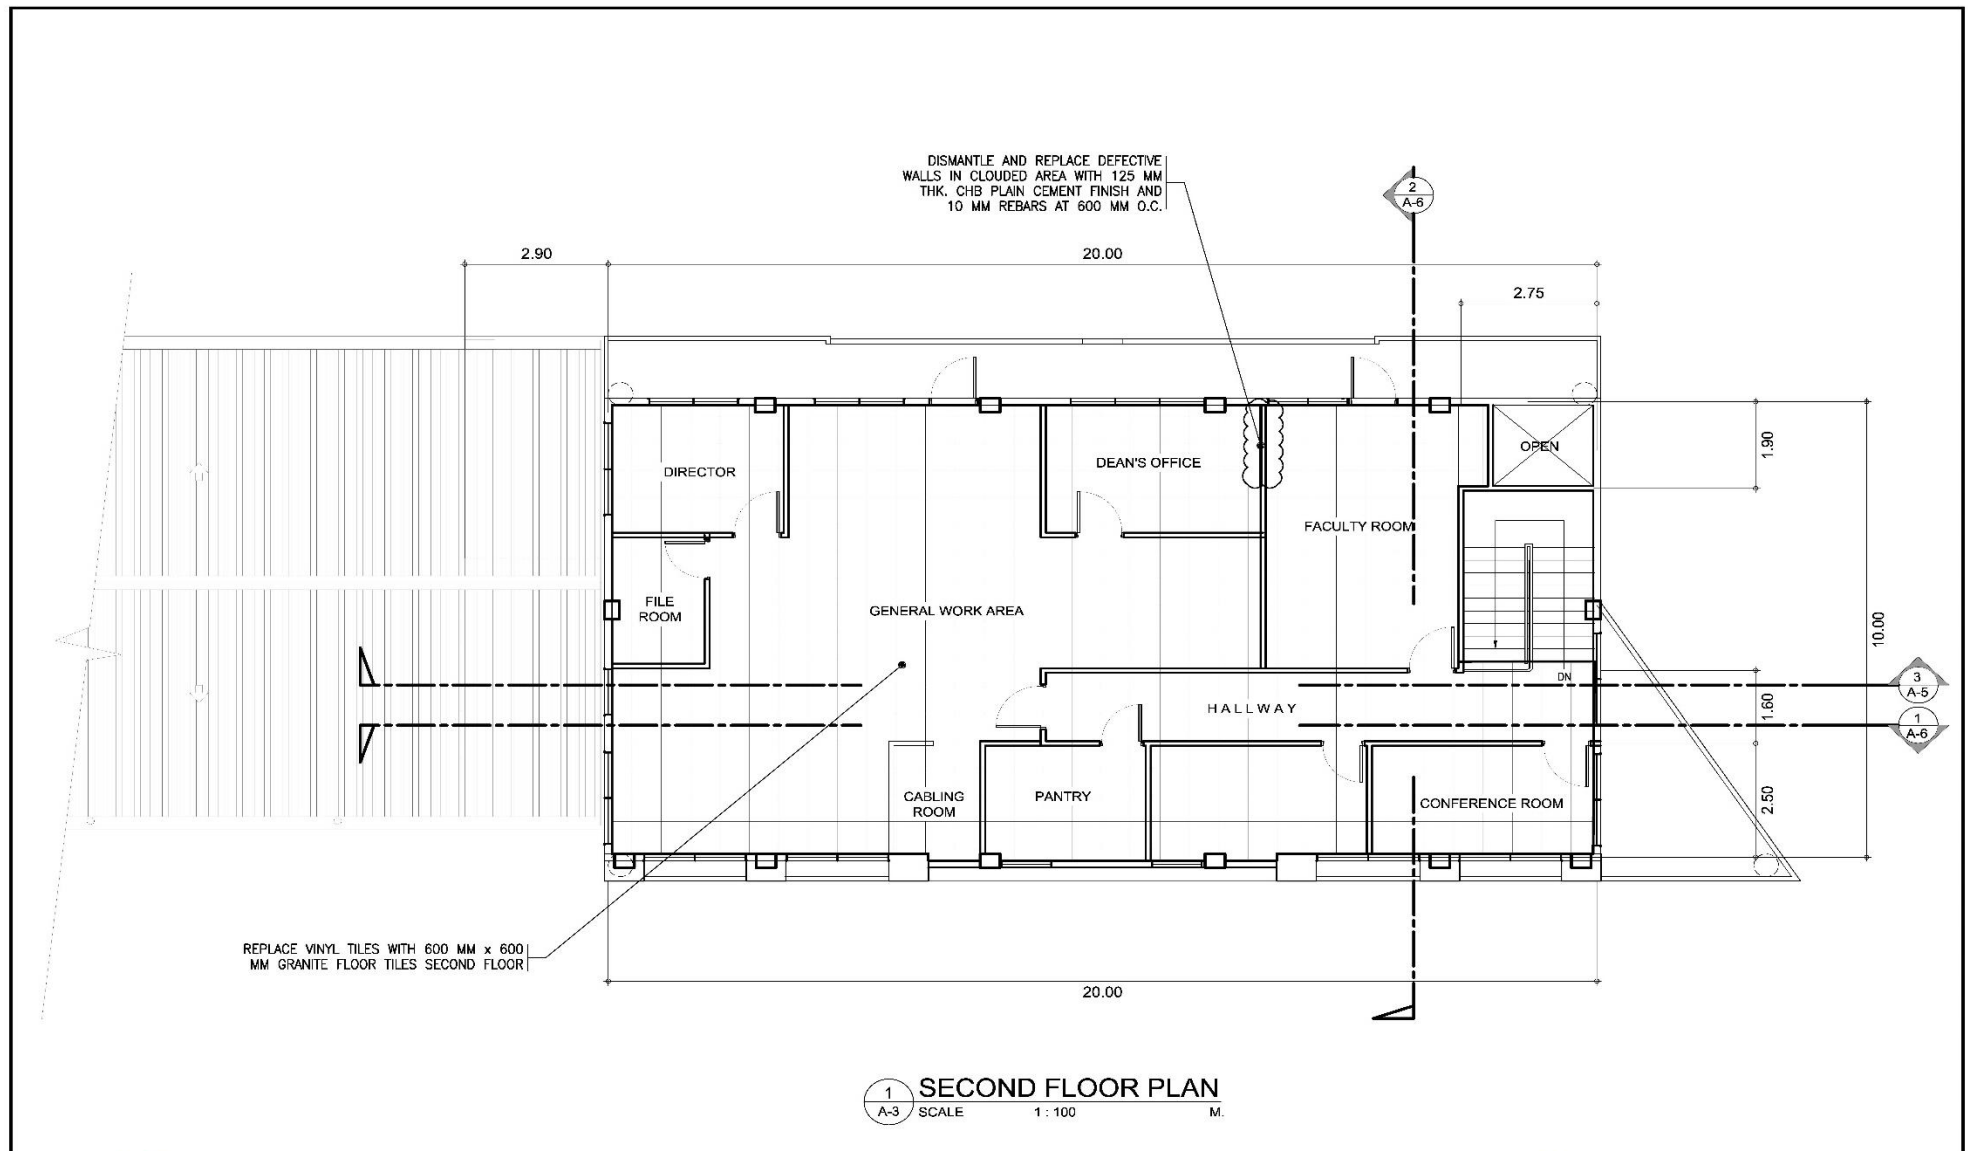 DISMANTLE AND REPLACE DEFECTIVE
WALLS IN CLOUDED AREA WITH 125 MM
THK. CHB PLAIN CEMENT FINISH AND
10 MM REBARS AT 600 MM O.C.
2
A-6
2.90
20.00
2.75
OPEN
1.90
DIRECTOR
DEAN'S OFFICE
FACULTY ROOM
FILE
ROOM
GENERAL WORK AREA
10.00
DN
3
A-5
HALLWAY
1.60
1
A-6
CABLING
ROOM
PANTRY
CONFERENCE ROOM
2.50
REPLACE VINYL TILES WITH 600 MM x 600
MM GRANITE FLOOR TILES SECOND FLOOR
20.00
1
A-3
SECOND FLOOR PLAN
SCALE 1 : 100 M.